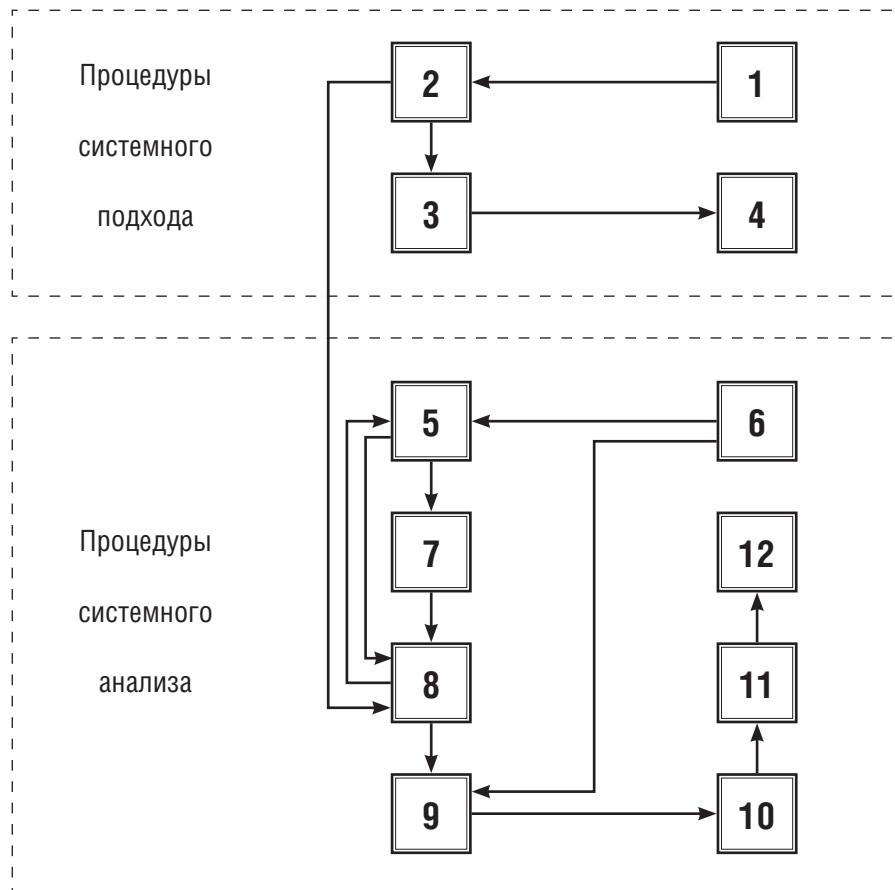 Процедуры
2
1
системного
подхода
3
4
5
6
Процедуры
7
12
системного
анализа
8
11
9
10